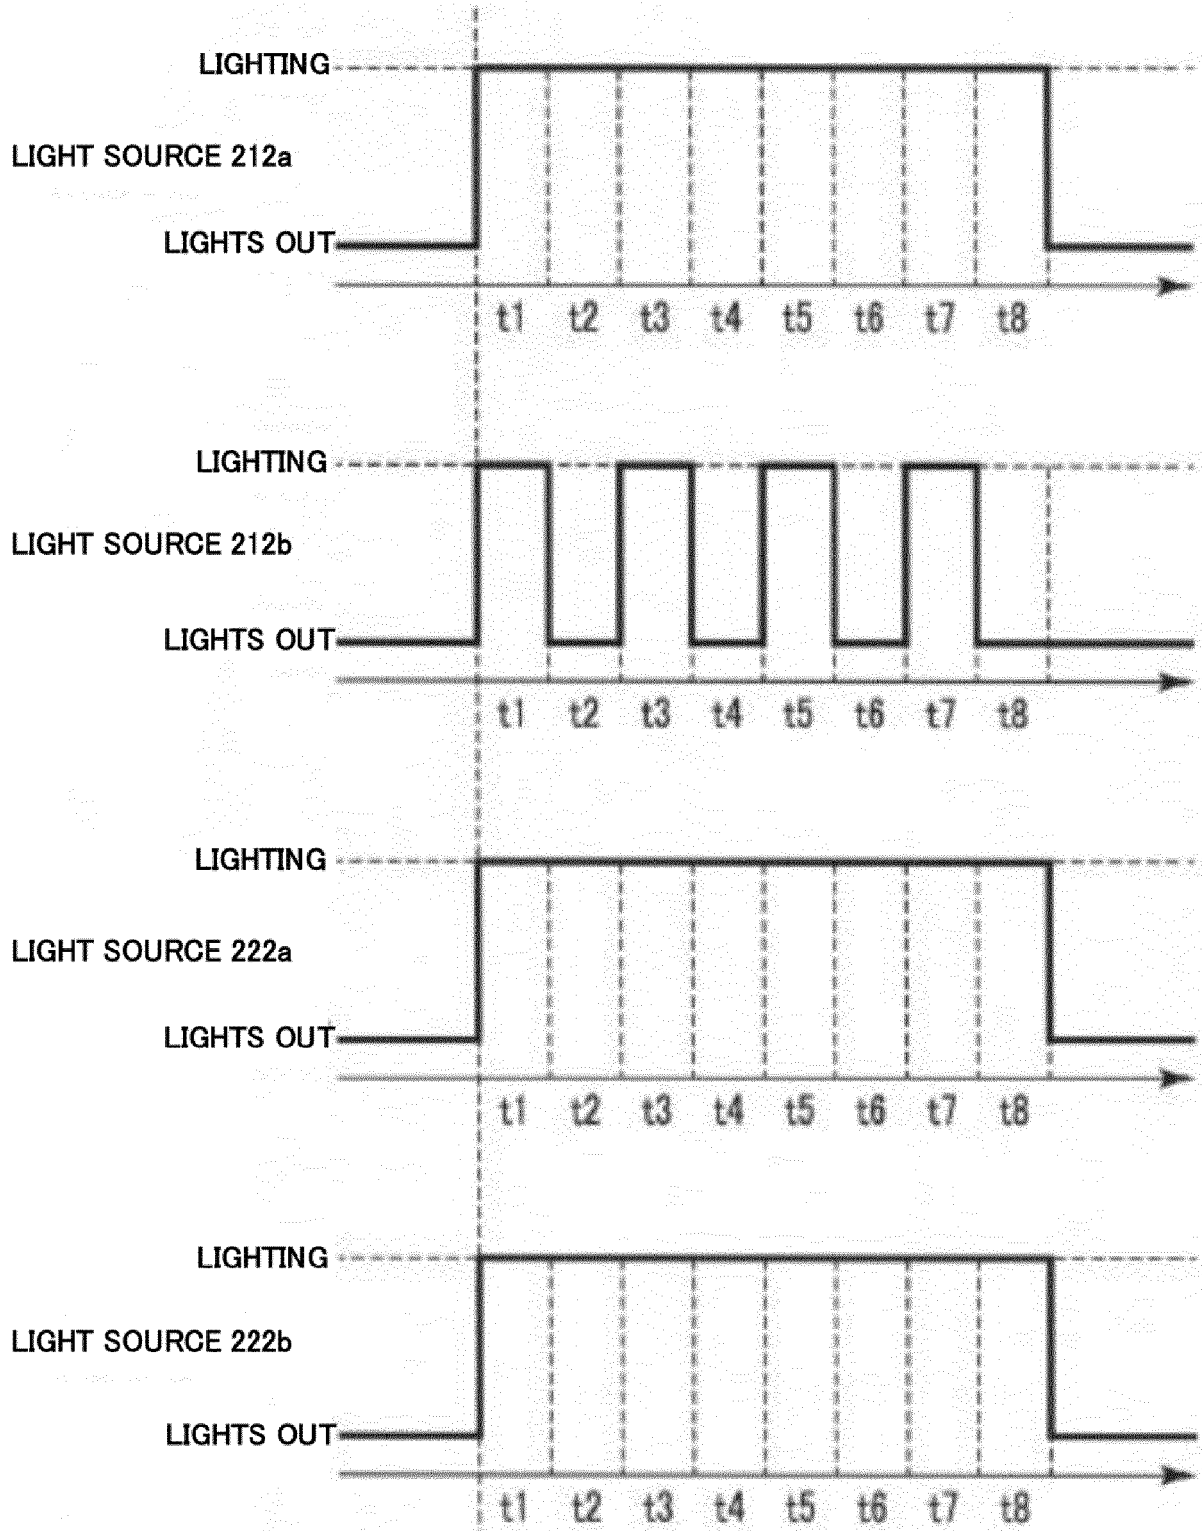 LIGHTING
LIGHT SOURCE 212a
LIGHTS OUT
t1 t2 t3 t4 t5 t6 t7 t8
LIGHTING
LIGHT SOURCE 212b
LIGHTS OUT
t1 t2 t3 t4 t5 t6 t7 t8
LIGHTING
LIGHT SOURCE 222a
LIGHTS OUT
t1 t2 t3 t4 t5 t6 t7 t8
LIGHTING
LIGHT SOURCE 222b
LIGHTS OUT
t1 t2 t3 t4 t5 t6 t7 t8